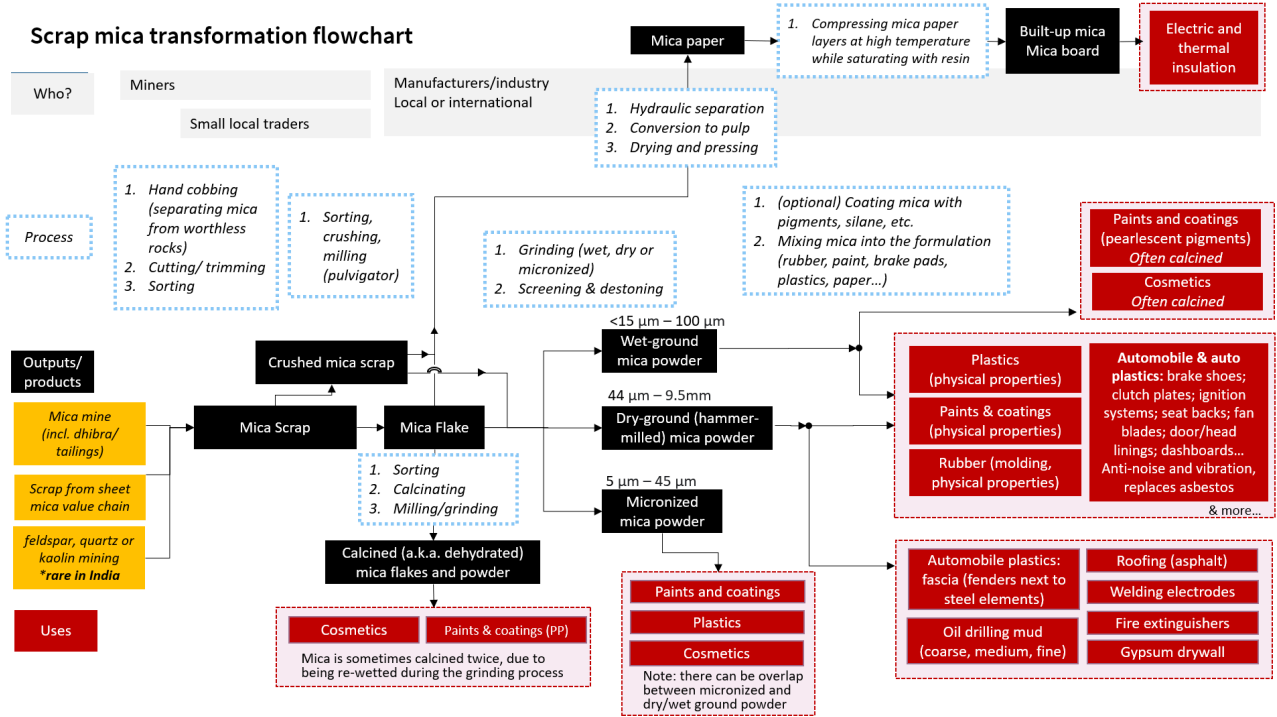 Scrap mica transformation flowchart
Who?
Miners
Small local traders
Manufacturers/industry
Local or international
Mica paper
1. Compressing mica paper
layers at high temperature
while saturating with resin
Built-up mica
Mica board
Electric and
thermal
insulation
1. Hydraulic separation
2. Conversion to pulp
3. Drying and pressing
Process
1. Hand cobbing
(separating mica
from worthless
rocks)
2. Cutting/ trimming
3. Sorting
1. Sorting,
crushing,
milling
(pulvigator)
1. Grinding (wet, dry or
micronized)
2. Screening & destoning
1. (optional) Coating mica with
pigments, silane, etc.
2. Mixing mica into the formulation
(rubber, paint, brake pads,
plastics, paper...)
Paints and coatings
(pearlescent pigments)
Often calcined
Cosmetics
Often calcined
Outputs/
products
Mica mine
(incl. dhibra/
tailings)
Scrap from sheet
mica value chain
feldspar, quartz or
kaolin mining
*rare in India
Uses
Crushed mica scrap
Mica Scrap
Mica Flake
<15 µm – 100 µm
Wet-ground
mica powder
44 µm – 9.5mm
Dry-ground (hammer-
milled) mica powder
5 µm – 45 µm
Micronized
mica powder
1. Sorting
2. Calcinating
3. Milling/grinding
Calcined (a.k.a. dehydrated)
mica flakes and powder
Cosmetics
Paints & coatings (PP)
Mica is sometimes calcined twice, due to
being re-wetted during the grinding process
Paints and coatings
Plastics
Cosmetics
Note: there can be overlap
between micronized and
dry/wet ground powder
Plastics
(physical properties)
Paints & coatings
(physical properties)
Rubber (molding,
physical properties)
Automobile & auto
plastics: brake shoes;
clutch plates; ignition
systems; seat backs; fan
blades; door/head
linings; dashboards...
Anti-noise and vibration,
replaces asbestos
& more...
Automobile plastics:
fascia (fenders next to
steel elements)
Oil drilling mud
(coarse, medium, fine)
Roofing (asphalt)
Welding electrodes
Fire extinguishers
Gypsum drywall